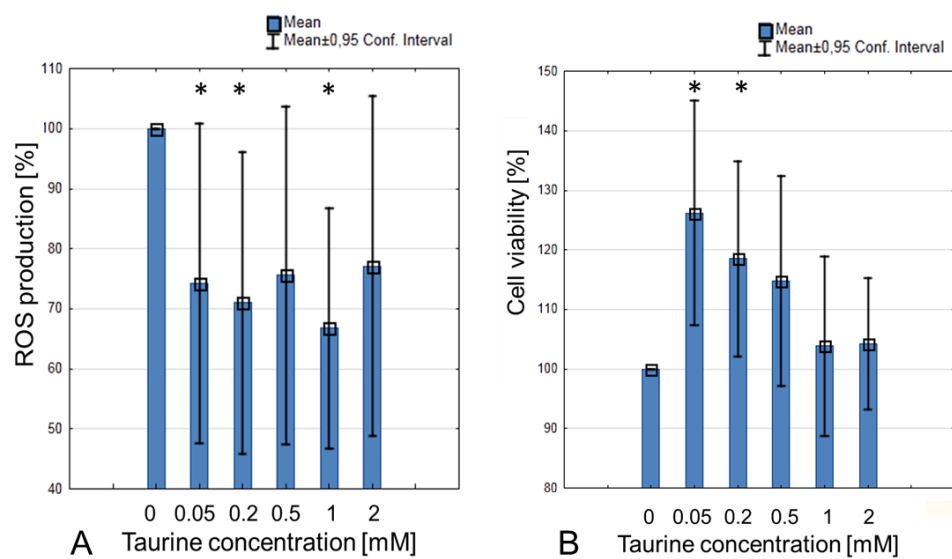 Mean
Mean±0,95 Conf. Interval
110
100
90
80
70
60
50
40
ROS production [%]
* * *
0 0.05 0.2 0.5 1 2
A Taurine concentration [mM]
Mean
Mean±0,95 Conf. Interval
150
140
130
120
110
100
90
80
Cell viability [%]
* *
0 0.05 0.2 0.5 1 2
B Taurine concentration [mM]